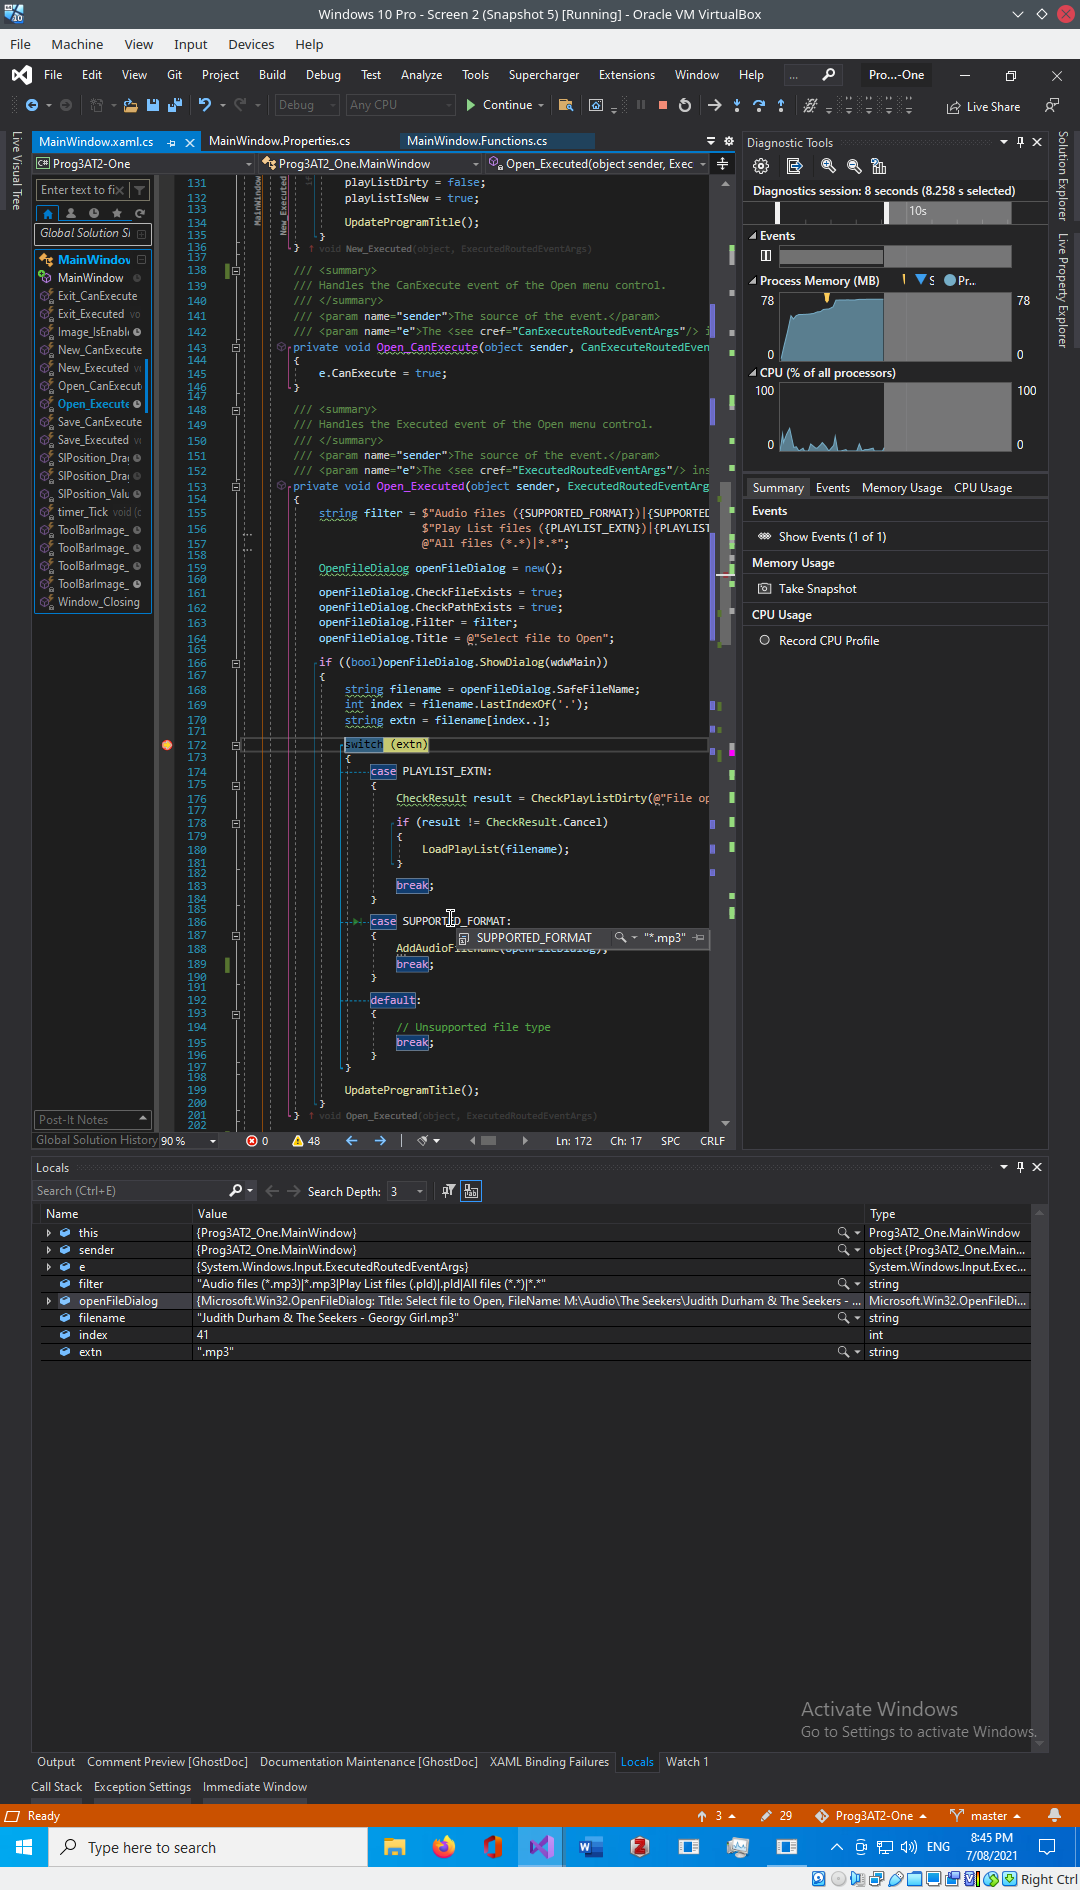 Windows 10 Pro - Screen 2 (Snapshot 5) [Running] - Oracle VM VirtualBox
File Machine View Input Devices Help
File Edit View Git Project Build Debug Test Analyze Tools Supercharger Extensions Window Help ... Pro...-One
Debug Any CPU Continue Live Share
Live Visual Tree
MainWindow.xaml.cs MainWindow.Properties.cs MainWindow.Functions.cs
Prog3AT2-One Prog3AT2_One.MainWindow Open_Executed(object sender, Exec
Enter text to fi
Global Solution S
MainWindow
MainWindow
Exit_CanExecute
Exit_Executed vo
Image_IsEnabl
New_CanExecute
New_Executed
Open_CanExecut
Open_Execute
Save_CanExecute
Save_Executed v
SlPosition_Dra
SlPosition_Dra
SlPosition_Valu
timer_Tick void (
ToolBarImage_
ToolBarImage_
ToolBarImage_
ToolBarImage_
Window_Closing
Post-It Notes
Global Solution History
MainWindow
New_Executed
131 playListDirty = false;
132 playListIsNew = true;
133
134 UpdateProgramTitle();
135 }
136 } ↑ void New_Executed(object, ExecutedRoutedEventArgs)
137
138 /// <summary>
139 /// Handles the CanExecute event of the Open menu control.
140 /// </summary>
141 /// <param name="sender">The source of the event.</param>
142 /// <param name="e">The <see cref="CanExecuteRoutedEventArgs"/> i
143 private void Open_CanExecute(object sender, CanExecuteRoutedEven
144 {
145 e.CanExecute = true;
146 }
147
148 /// <summary>
149 /// Handles the Executed event of the Open menu control.
150 /// </summary>
151 /// <param name="sender">The source of the event.</param>
152 /// <param name="e">The <see cref="ExecutedRoutedEventArgs"/> ins
153 private void Open_Executed(object sender, ExecutedRoutedEventArg
154 {
155 string filter = $"Audio files ({SUPPORTED_FORMAT})|{SUPPORTED
156 $"Play List files ({PLAYLIST_EXTN})|{PLAYLIST
157 @"All files (*.*)|*.*";
158
159 OpenFileDialog openFileDialog = new();
160
161 openFileDialog.CheckFileExists = true;
162 openFileDialog.CheckPathExists = true;
163 openFileDialog.Filter = filter;
164 openFileDialog.Title = @"Select file to Open";
165
166 if ((bool)openFileDialog.ShowDialog(wdwMain))
167 {
168 string filename = openFileDialog.SafeFileName;
169 int index = filename.LastIndexOf('.');
170 string extn = filename[index..];
171
172 switch (extn)
173 {
174 case PLAYLIST_EXTN:
175 {
176 CheckResult result = CheckPlayListDirty(@"File op
177
178 if (result != CheckResult.Cancel)
179 {
180 LoadPlayList(filename);
181 }
182
183 break;
184 }
185
186 case SUPPORTED_FORMAT:
187 {
188
SUPPORTED_FORMAT "*.mp3"
189 break;
190 }
191
192 default:
193 {
194 // Unsupported file type
195 break;
196 }
197 }
198
199 UpdateProgramTitle();
200 }
201 } ↑ void Open_Executed(object, ExecutedRoutedEventArgs)
202
90 % 0 48 Ln: 172 Ch: 17 SPC CRLF
Diagnostic Tools
Diagnostics session: 8 seconds (8.258 s selected)
10s
Events
Process Memory (MB) S Pr...
78 78
0 0
CPU (% of all processors)
100 100
0 0
Summary Events Memory Usage CPU Usage
Events
Show Events (1 of 1)
Memory Usage
Take Snapshot
CPU Usage
Record CPU Profile
Solution Explorer
Live Property Explorer
Locals
Search (Ctrl+E) Search Depth: 3
Name Value Type
this {Prog3AT2_One.MainWindow} Prog3AT2_One.MainWindow
sender {Prog3AT2_One.MainWindow} object {Prog3AT2_One.Main...
e {System.Windows.Input.ExecutedRoutedEventArgs} System.Windows.Input.Exec...
filter "Audio files (*.mp3)|*.mp3|Play List files (.pld)|.pld|All files (*.*)|*.*" string
openFileDialog {Microsoft.Win32.OpenFileDialog: Title: Select file to Open, FileName: M:\Audio\The Seekers\Judith Durham & The Seekers - ... Microsoft.Win32.OpenFileDi...
filename "Judith Durham & The Seekers - Georgy Girl.mp3" string
index 41 int
extn ".mp3" string
Activate Windows
Go to Settings to activate Windows.
Output Comment Preview [GhostDoc] Documentation Maintenance [GhostDoc] XAML Binding Failures Locals Watch 1
Call Stack Exception Settings Immediate Window
Ready 3 29 Prog3AT2-One master
Type here to search ENG 8:45 PM
7/08/2021
Right Ctrl